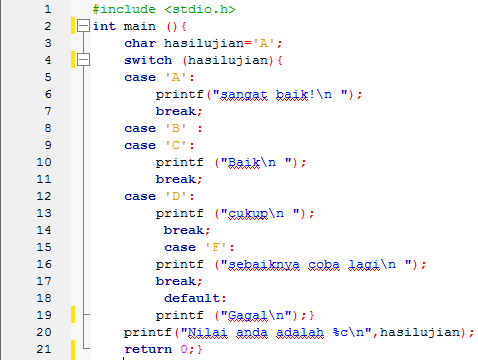 1 #include <stdio.h>
2 int main (){
3 char hasilujian='A';
4 switch (hasilujian){
5 case 'A':
6 printf("sangat baik!\n ");
7 break;
8 case 'B' :
9 case 'C':
10 printf ("Baik\n ");
11 break;
12 case 'D':
13 printf ("cukup\n ");
14 break;
15 case 'F':
16 printf ("sebaiknya coba lagi\n ");
17 break;
18 default:
19 printf ("Gagal\n");}
20 printf("Nilai anda adalah %c\n",hasilujian);
21 return 0;}